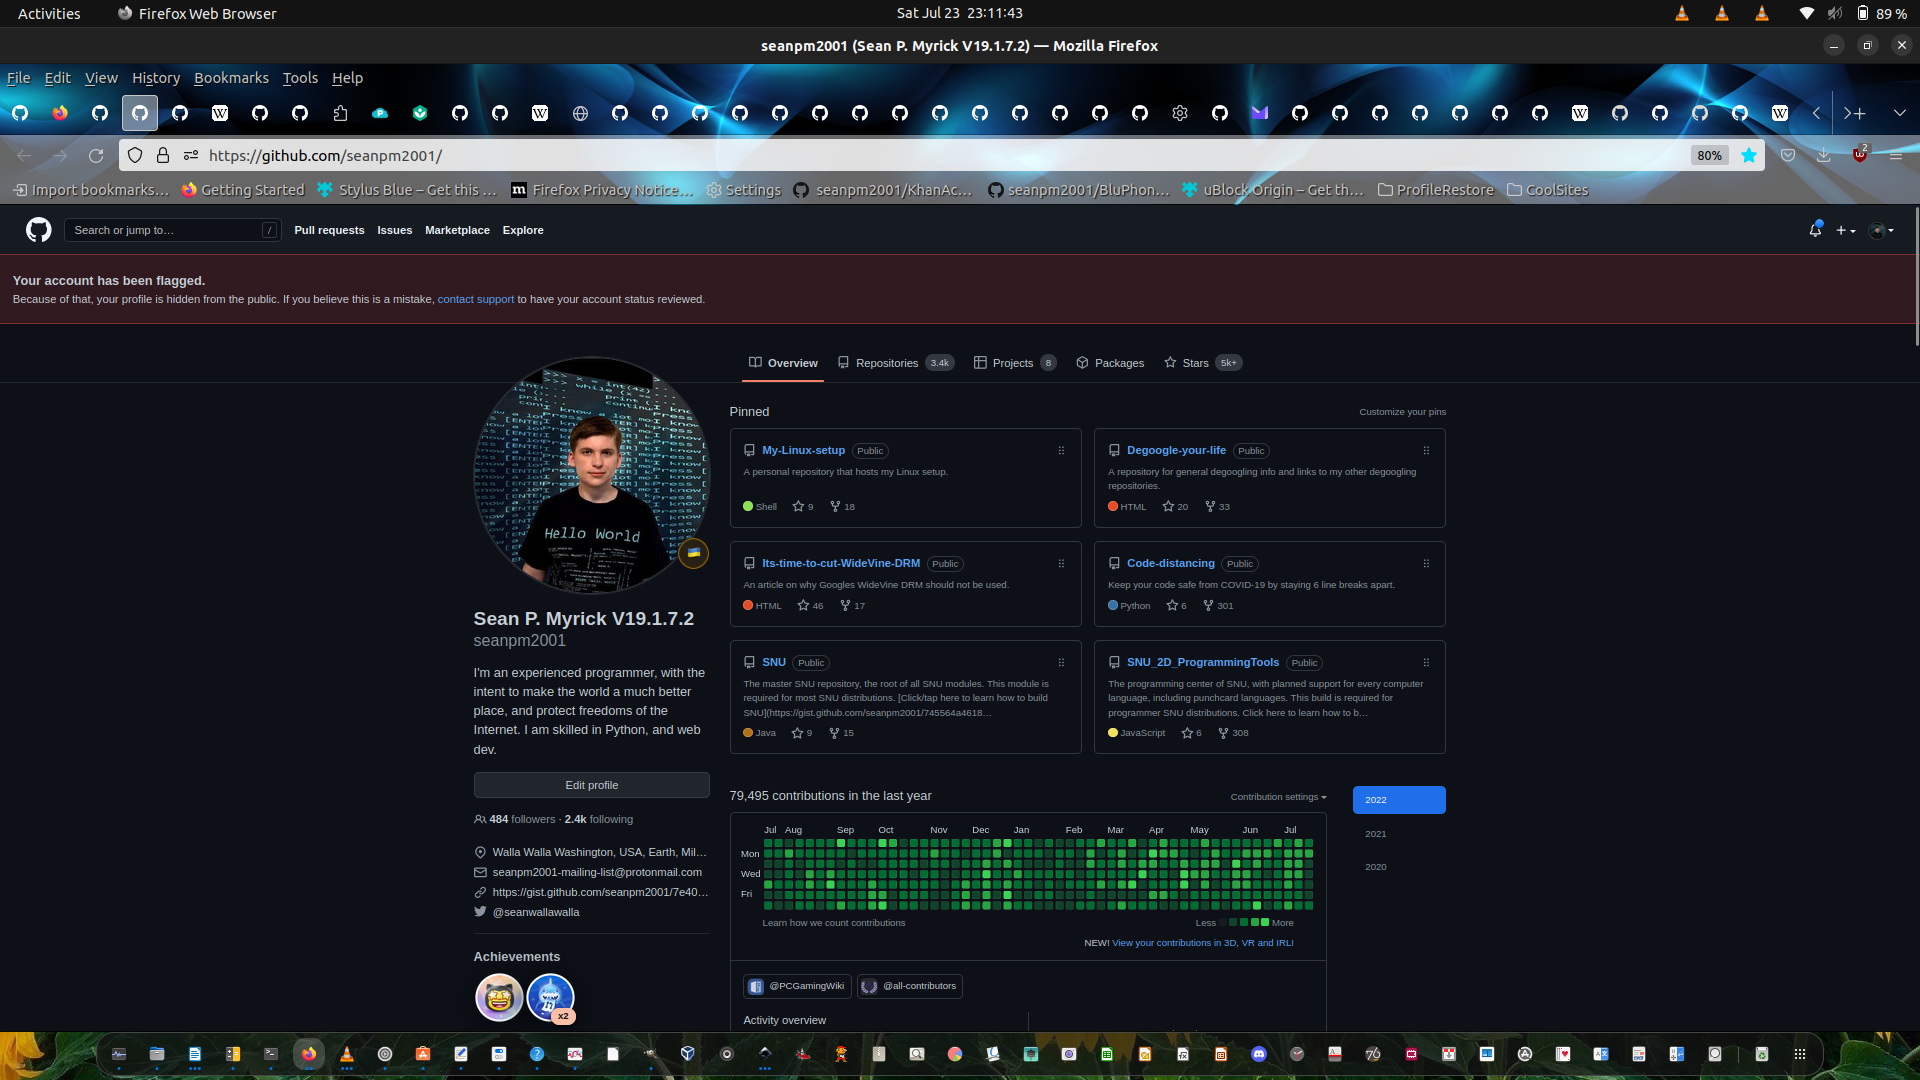 Activities
Firefox Web Browser
Sat Jul 23 23:11:43
89 %
seanpm2001 (Sean P. Myrick V19.1.7.2) — Mozilla Firefox
File Edit View History Bookmarks Tools Help
https://github.com/seanpm2001/
80%
2
Import bookmarks…
Getting Started
Stylus Blue – Get this …
Firefox Privacy Notice…
Settings
seanpm2001/KhanAc…
seanpm2001/BluPhon…
uBlock Origin – Get th…
ProfileRestore
CoolSites
Search or jump to…
/
Pull requests Issues Marketplace Explore
Your account has been flagged.
Because of that, your profile is hidden from the public. If you believe this is a mistake, contact support to have your account status reviewed.
Overview
Repositories 3.4k
Projects 8
Packages
Stars 5k+
Hello World
Sean P. Myrick V19.1.7.2
seanpm2001
I'm an experienced programmer, with the
intent to make the world a much better
place, and protect freedoms of the
Internet. I am skilled in Python, and web
dev.
Edit profile
484 followers · 2.4k following
Walla Walla Washington, USA, Earth, Mil…
seanpm2001-mailing-list@protonmail.com
https://gist.github.com/seanpm2001/7e40…
@seanwallawalla
Achievements
x2
Pinned
Customize your pins
My-Linux-setup Public
A personal repository that hosts my Linux setup.
Shell 9 18
Degoogle-your-life Public
A repository for general degoogling info and links to my other degoogling
repositories.
HTML 20 33
Its-time-to-cut-WideVine-DRM Public
An article on why Googles WideVine DRM should not be used.
HTML 46 17
Code-distancing Public
Keep your code safe from COVID-19 by staying 6 line breaks apart.
Python 6 301
SNU Public
The master SNU repository, the root of all SNU modules. This module is
required for most SNU distributions. [Click/tap here to learn how to build
SNU](https://gist.github.com/seanpm2001/745564a4618…
Java 9 15
SNU_2D_ProgrammingTools Public
The programming center of SNU, with planned support for every computer
language, including punchcard languages. This build is required for
programmer SNU distributions. Click here to learn how to b…
JavaScript 6 308
79,495 contributions in the last year
Contribution settings
2022
2021
2020
Jul Aug Sep Oct Nov Dec Jan Feb Mar Apr May Jun Jul
Mon
Wed
Fri
Learn how we count contributions
Less More
NEW! View your contributions in 3D, VR and IRL!
@PCGamingWiki
@all-contributors
Activity overview